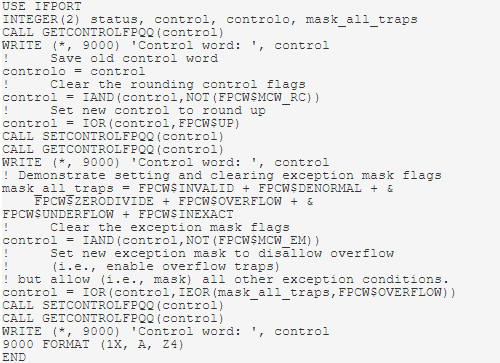 USE IFPORT
INTEGER(2) status, control, controlo, mask_all_traps
CALL GETCONTROLFPQQ(control)
WRITE (*, 9000) 'Control word: ', control
!     Save old control word
controlo = control
!     Clear the rounding control flags
control = IAND(control,NOT(FPCW$MCW_RC))
!     Set new control to round up
control = IOR(control,FPCW$UP)
CALL SETCONTROLFPQQ(control)
CALL GETCONTROLFPQQ(control)
WRITE (*, 9000) 'Control word: ', control
! Demonstrate setting and clearing exception mask flags
mask_all_traps = FPCW$INVALID + FPCW$DENORMAL + &
    FPCW$ZERODIVIDE + FPCW$OVERFLOW + &
FPCW$UNDERFLOW + FPCW$INEXACT
!     Clear the exception mask flags
control = IAND(control,NOT(FPCW$MCW_EM))
!     Set new exception mask to disallow overflow
!     (i.e., enable overflow traps)
! but allow (i.e., mask) all other exception conditions.
control = IOR(control,IEOR(mask_all_traps,FPCW$OVERFLOW))
CALL SETCONTROLFPQQ(control)
CALL GETCONTROLFPQQ(control)
WRITE (*, 9000) 'Control word: ', control
9000 FORMAT (1X, A, Z4)
END